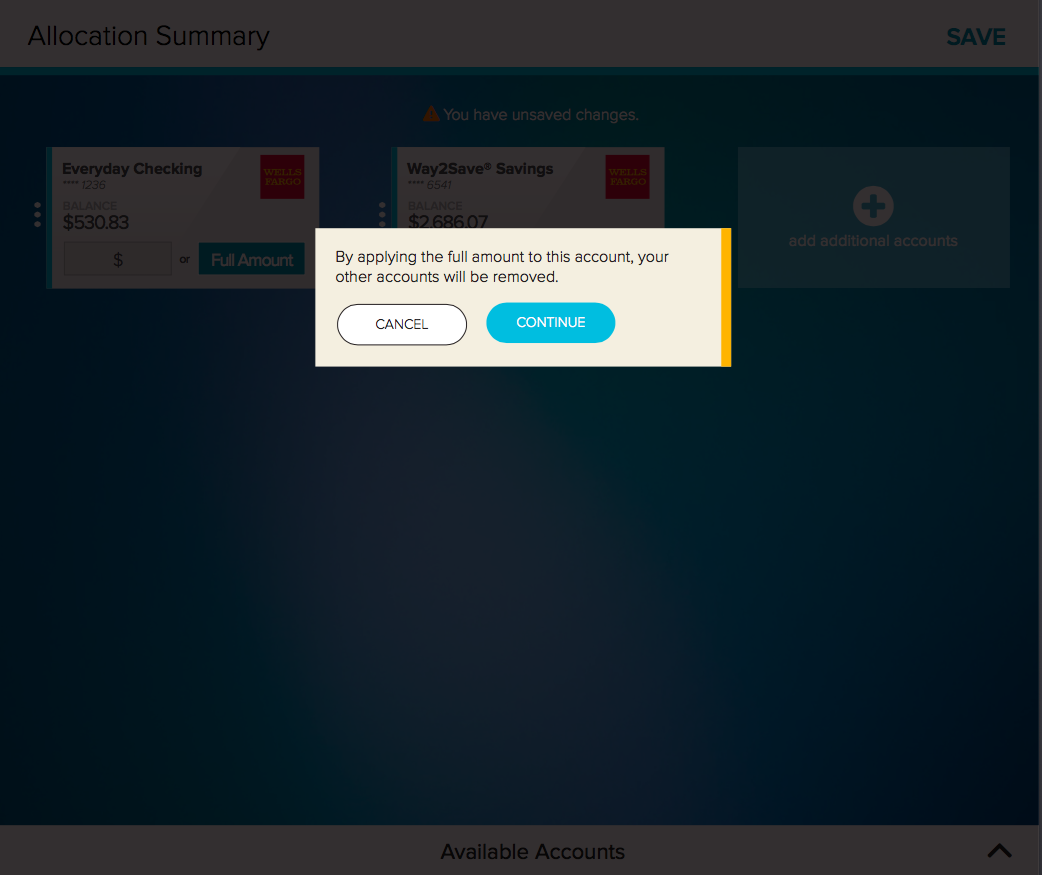 Allocation Summary
SAVE
You have unsaved changes.
Everyday Checking
**** 1236
WELLS
FARGO
BALANCE
$530.83
$
or
Full Amount
Way2Save® Savings
**** 6541
WELLS
FARGO
BALANCE
$2,686.07
add additional accounts
By applying the full amount to this account, your
other accounts will be removed.
CANCEL
CONTINUE
Available Accounts